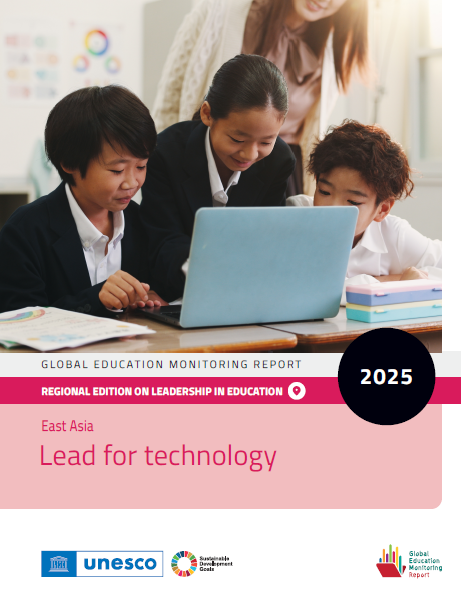 GLOBAL EDUCATION MONITORING REPORT
2025
REGIONAL EDITION ON LEADERSHIP IN EDUCATION
East Asia
Lead for technology
unesco
Sustainable
Development
Goals
Global
Education
Monitoring
Report